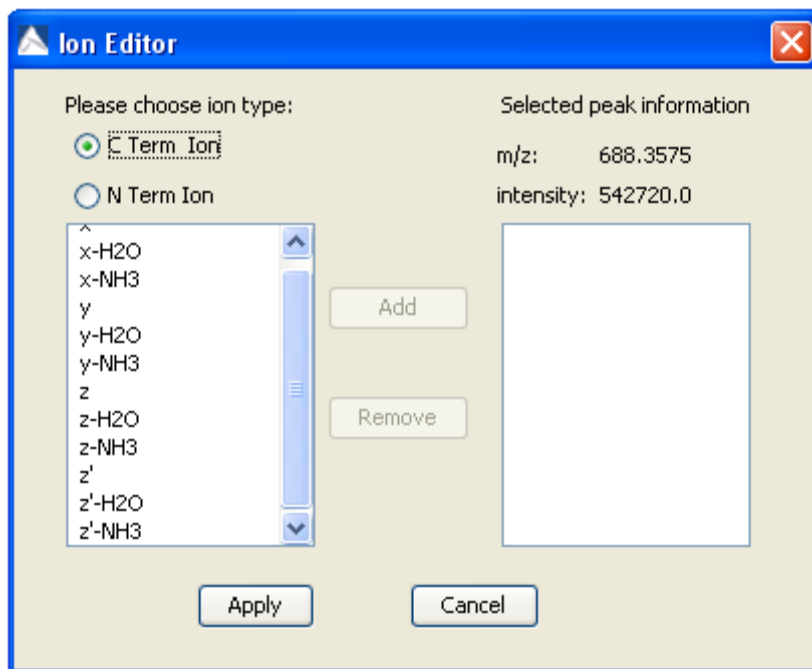 Ion Editor
Please choose ion type:
C Term Ion
N Term Ion
x-H2O
x-NH3
y
y-H2O
y-NH3
z
z-H2O
z-NH3
z'
z'-H2O
z'-NH3
Add
Remove
Selected peak information
m/z: 688.3575
intensity: 542720.0
Apply
Cancel